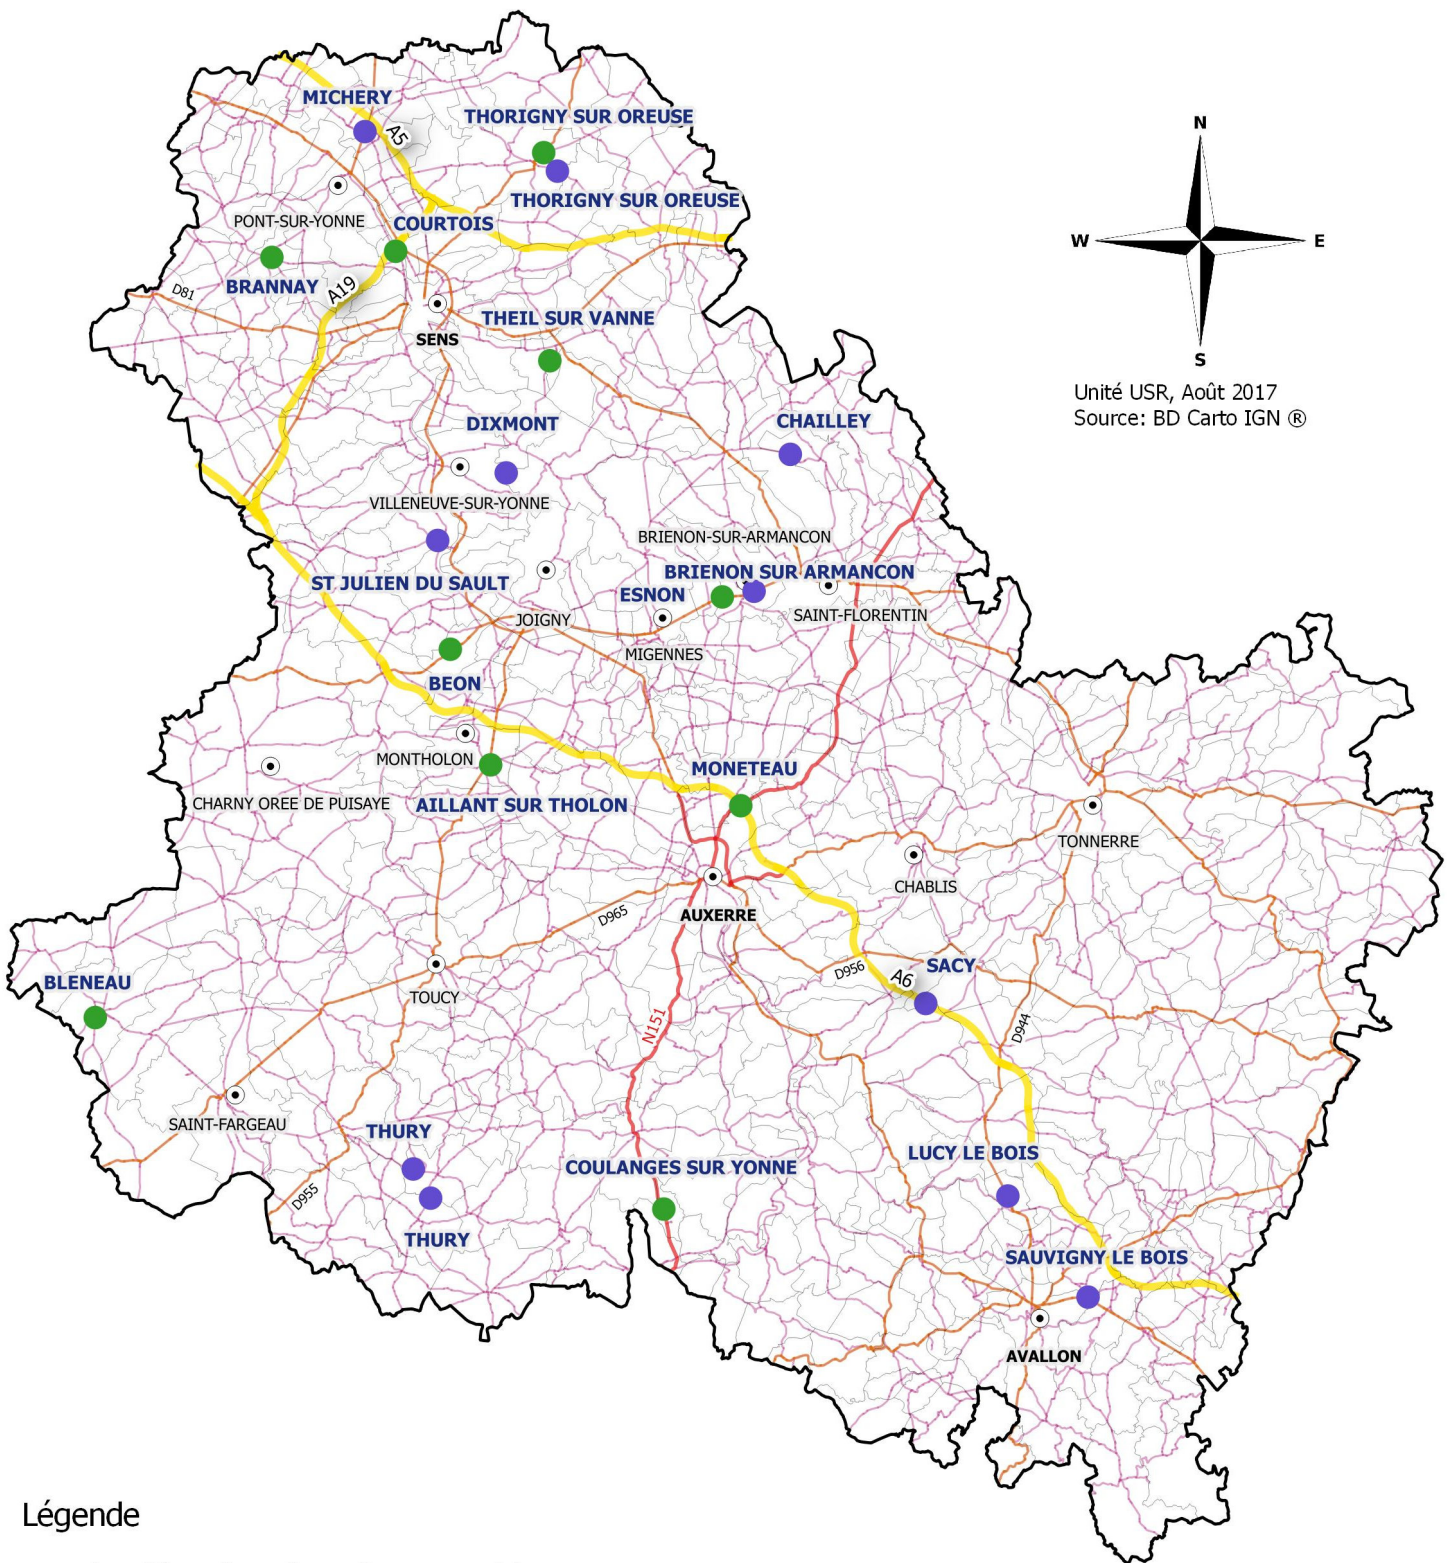 MICHERY
THORIGNY SUR OREUSE
N
A5
THORIGNY SUR OREUSE
PONT-SUR-YONNE
COURTOIS
W
E
BRANNAY
A19
D81
THEIL SUR VANNE
SENS
S
Unité USR, Août 2017
Source: BD Carto IGN ®
DIXMONT
CHAILLEY
VILLENEUVE-SUR-YONNE
BRIENON-SUR-ARMANCON
ST JULIEN DU SAULT
BRIENON SUR ARMANCON
ESNON
JOIGNY
SAINT-FLORENTIN
MIGENNES
BEON
MONTHOLON
MONETEAU
CHARNY OREE DE PUISAYE
AILLANT SUR THOLON
TONNERRE
CHABLIS
D965
AUXERRE
D956
A6
SACY
BLENEAU
TOUCY
N151
D944
SAINT-FARGEAU
THURY
LUCY LE BOIS
COULANGES SUR YONNE
D955
THURY
SAUVIGNY LE BOIS
AVALLON
Légende